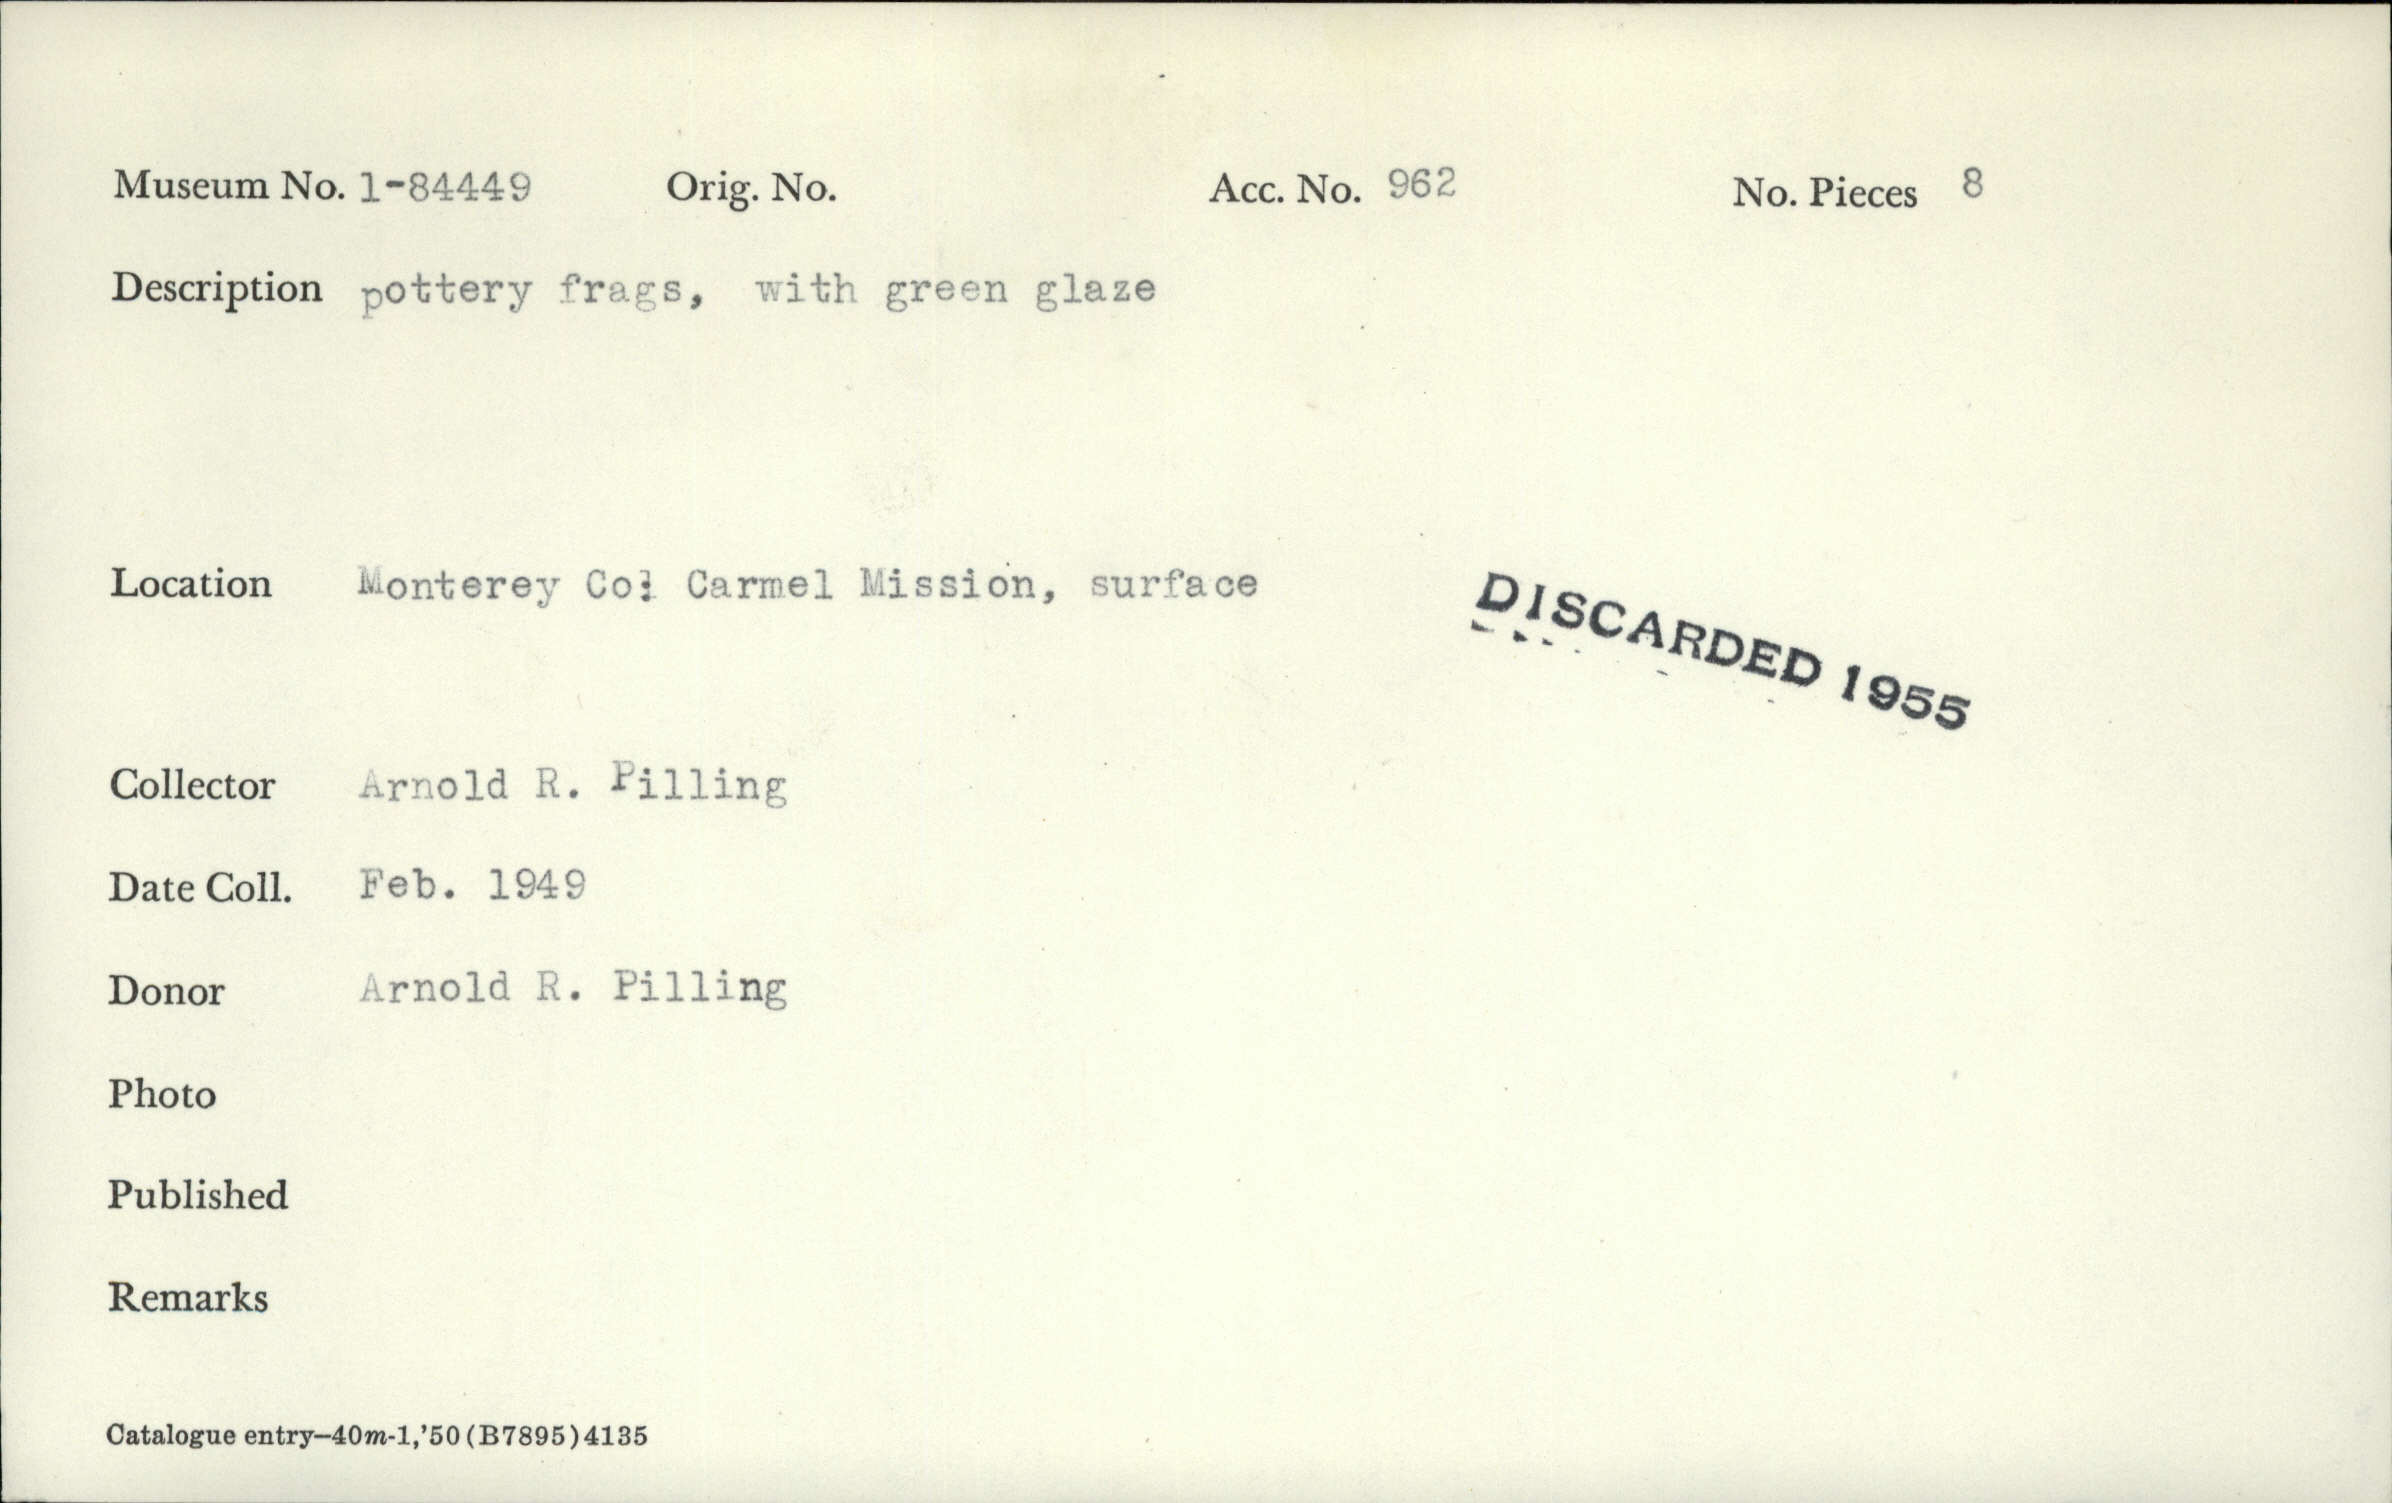 Museum No. 1-84449 Orig. No. Acc. No. 962 No. Pieces 8
Description pottery frags, with green glaze
Location Monterey Co: Carmel Mission, surface
DISCARDED 1955
Collector Arnold R. Pilling
Date Coll. Feb. 1949
Donor Arnold R. Pilling
Photo
Published
Remarks
Catalogue entry–40m-1,'50(B7895)4135